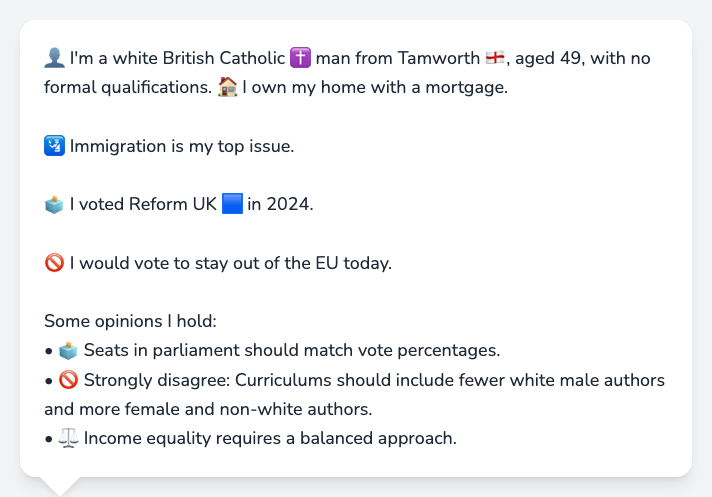 👤 I'm a white British Catholic ✝️ man from Tamworth 🏴󠁧󠁢󠁥󠁮󠁧󠁿, aged 49, with no
formal qualifications. 🏠 I own my home with a mortgage.
🛂 Immigration is my top issue.
🗳️ I voted Reform UK 🟦 in 2024.
🚫 I would vote to stay out of the EU today.
Some opinions I hold:
• 🗳️ Seats in parliament should match vote percentages.
• 🚫 Strongly disagree: Curriculums should include fewer white male authors
and more female and non-white authors.
• ⚖️ Income equality requires a balanced approach.